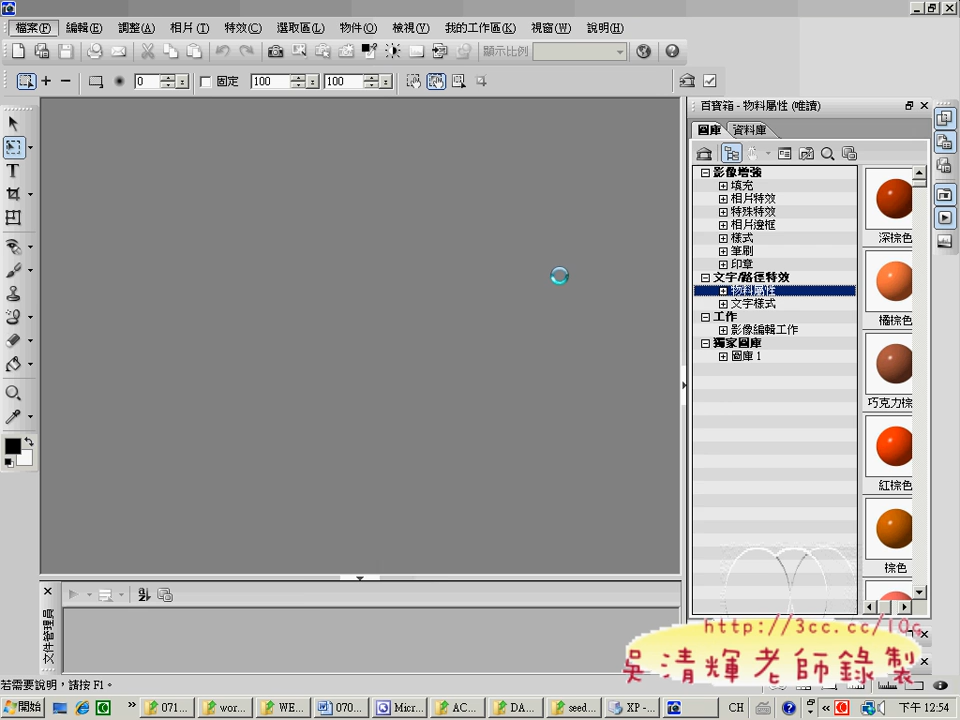 檔案(F) 編輯(E) 調整(A) 相片(I) 特效(C) 選取區(L) 物件(O) 檢視(V) 我的工作區(K) 視窗(W) 說明(H)
顯示比例
0 固定 100 100
百寶箱 - 物料屬性 (唯讀)
圖庫 資料庫
影像增強
填充
相片特效
特殊特效
相片邊框
樣式
筆刷
印章
文字/路徑特效
物料屬性
文字樣式
工作
影像編輯工作
獨家圖庫
圖庫 1
深棕色
橘棕色
巧克力棕
紅棕色
棕色
文件管理員
http://3cc.cc/10c
吳清輝老師錄製
若需要說明，請按 F1。
開始 071... wor... WE... 070... Micr... AC... DA... seed... XP -... CH 下午 12:54